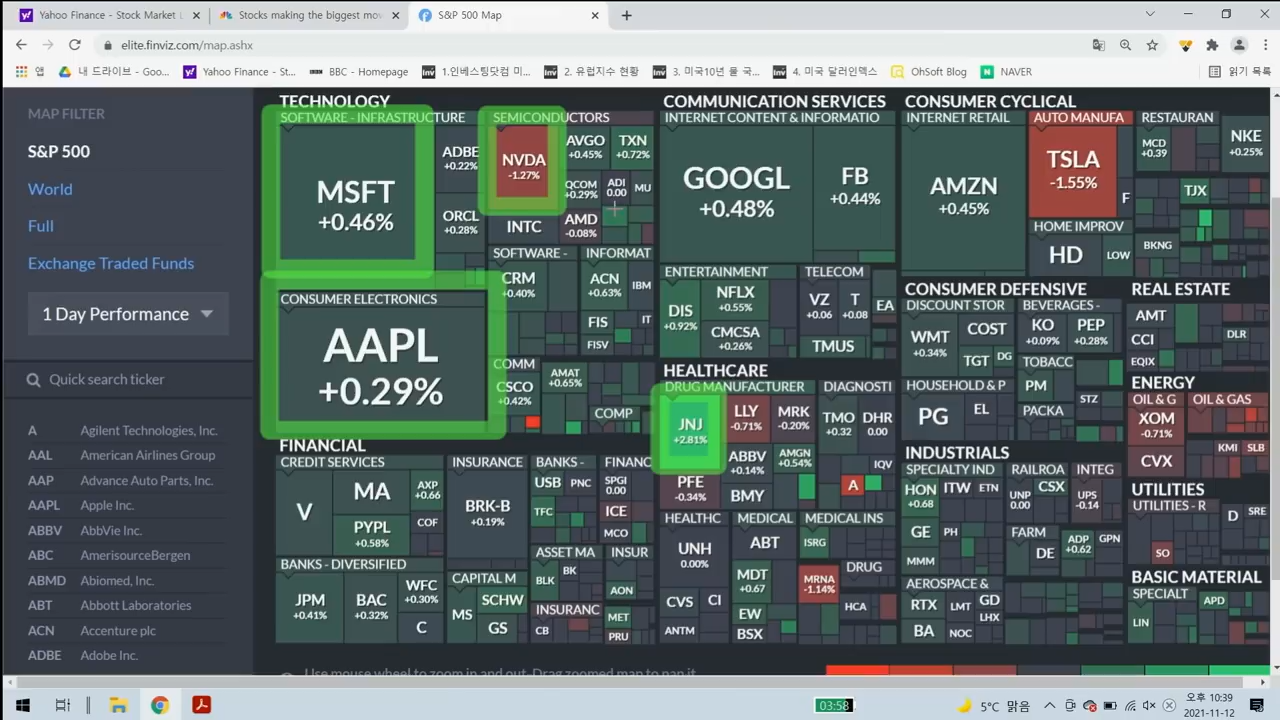 Yahoo Finance - Stock Market L
Stocks making the biggest mov
S&P 500 Map
elite.finviz.com/map.ashx
앱
내 드라이브 - Goo...
Yahoo Finance - St...
BBC - Homepage
1.인베스팅닷컴 미...
2. 유럽지수 현황
3. 미국10년 물 국...
4. 미국 달러인덱스
OhSoft Blog
NAVER
읽기 목록
MAP FILTER
S&P 500
World
Full
Exchange Traded Funds
1 Day Performance
Quick search ticker
A Agilent Technologies, Inc.
AAL American Airlines Group
AAP Advance Auto Parts, Inc.
AAPL Apple Inc.
ABBV AbbVie Inc.
ABC AmerisourceBergen
ABMD Abiomed, Inc.
ABT Abbott Laboratories
ACN Accenture plc
ADBE Adobe Inc.
TECHNOLOGY
SOFTWARE - INFRASTRUCTURE
MSFT
+0.46%
ADBE
+0.22%
ORCL
+0.28%
SEMICONDUCTORS
NVDA
-1.27%
AVGO
+0.45%
TXN
+0.72%
QCOM
+0.29%
ADI
0.00
MU
INTC
AMD
-0.08%
CONSUMER ELECTRONICS
AAPL
+0.29%
SOFTWARE -
CRM
+0.40%
INFORMAT
ACN
+0.63%
IBM
FIS
IT
FISV
COMM
CSCO
+0.42%
AMAT
+0.65%
COMP
COMMUNICATION SERVICES
INTERNET CONTENT & INFORMATIO
GOOGL
+0.48%
FB
+0.44%
ENTERTAINMENT
DIS
+0.92%
NFLX
+0.55%
CMCSA
+0.26%
TELECOM
VZ
+0.06
T
+0.08
TMUS
EA
CONSUMER CYCLICAL
INTERNET RETAIL
AMZN
+0.45%
AUTO MANUFA
TSLA
-1.55%
F
HOME IMPROV
HD
LOW
RESTAURAN
MCD
+0.39
NKE
+0.25%
TJX
BKNG
CONSUMER DEFENSIVE
DISCOUNT STOR
WMT
+0.34%
COST
TGT
DG
BEVERAGES -
KO
+0.09%
PEP
+0.28%
TOBACC
PM
STZ
HOUSEHOLD & P
PG
EL
PACKA
REAL ESTATE
AMT
CCI
DLR
EQIX
HEALTHCARE
DRUG MANUFACTURER
JNJ
+2.81%
LLY
-0.71%
MRK
-0.20%
ABBV
+0.14%
AMGN
+0.54%
PFE
-0.34%
BMY
DIAGNOSTI
TMO
+0.32
DHR
0.00
IQV
A
HEALTHC
UNH
0.00%
CVS
CI
ANTM
MEDICAL
ABT
MDT
+0.67
EW
BSX
MEDICAL INS
ISRG
MRNA
-1.14%
DRUG
HCA
FINANCIAL
CREDIT SERVICES
V
MA
AXP
+0.66
PYPL
+0.58%
COF
INSURANCE
BRK-B
+0.19%
BANKS -
USB
PNC
TFC
FINANC
SPGI
0.00
ICE
MCO
BANKS - DIVERSIFIED
JPM
+0.41%
BAC
+0.32%
WFC
+0.30%
C
CAPITAL M
MS
SCHW
GS
ASSET MA
BLK
BK
INSUR
AON
INSURANC
CB
MET
PRU
INDUSTRIALS
SPECIALTY IND
HON
+0.68
ITW
ETN
GE
PH
MMM
RAILROA
UNP
0.00
CSX
INTEG
UPS
-0.14
FARM
DE
ADP
+0.62
GPN
AEROSPACE &
RTX
LMT
GD
LHX
BA
NOC
ENERGY
OIL & G
XOM
-0.71%
CVX
OIL & GAS
KMI
SLB
UTILITIES
UTILITIES - R
D
SRE
SO
BASIC MATERIAL
SPECIALT
APD
LIN
Use mouse wheel to zoom in and out. Drag zoomed map to pan it.
03:58
5°C 맑음
오후 10:39
2021-11-12